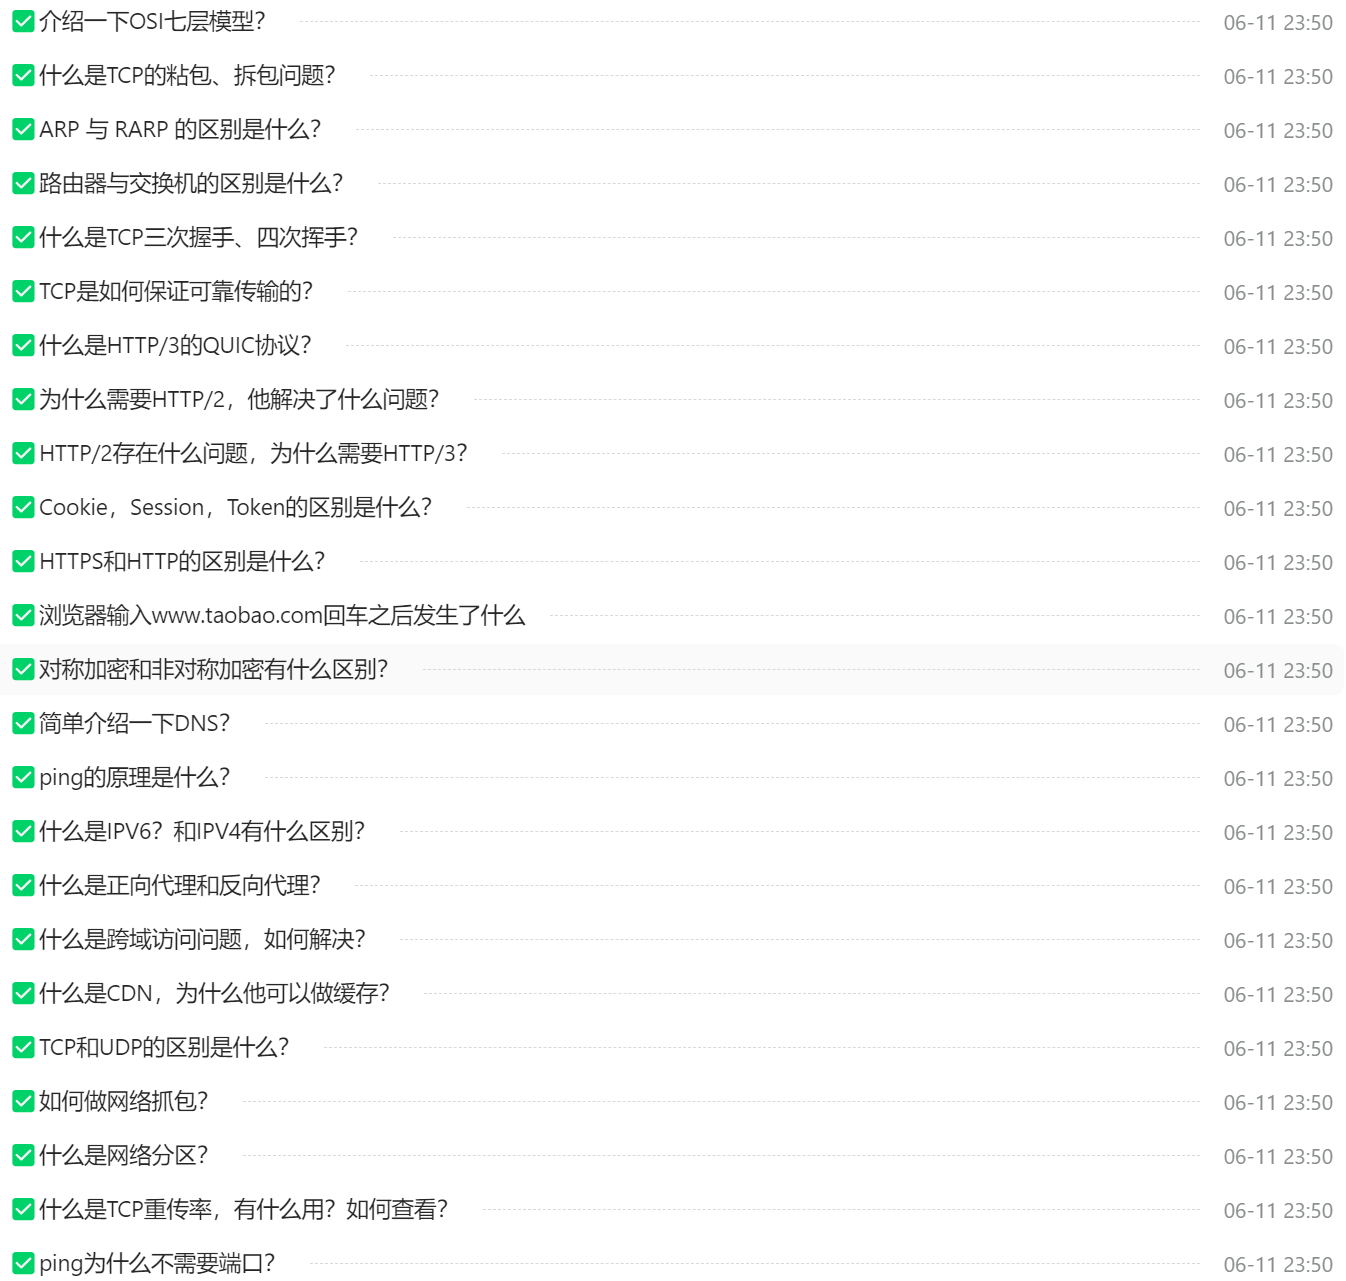 介绍一下OSI七层模型？ 06-11 23:50
什么是TCP的粘包、拆包问题？ 06-11 23:50
ARP 与 RARP 的区别是什么？ 06-11 23:50
路由器与交换机的区别是什么？ 06-11 23:50
什么是TCP三次握手、四次挥手？ 06-11 23:50
TCP是如何保证可靠传输的？ 06-11 23:50
什么是HTTP/3的QUIC协议？ 06-11 23:50
为什么需要HTTP/2，他解决了什么问题？ 06-11 23:50
HTTP/2存在什么问题，为什么需要HTTP/3？ 06-11 23:50
Cookie，Session，Token的区别是什么？ 06-11 23:50
HTTPS和HTTP的区别是什么？ 06-11 23:50
浏览器输入www.taobao.com回车之后发生了什么 06-11 23:50
对称加密和非对称加密有什么区别？ 06-11 23:50
简单介绍一下DNS？ 06-11 23:50
ping的原理是什么？ 06-11 23:50
什么是IPV6？和IPV4有什么区别？ 06-11 23:50
什么是正向代理和反向代理？ 06-11 23:50
什么是跨域访问问题，如何解决？ 06-11 23:50
什么是CDN，为什么他可以做缓存？ 06-11 23:50
TCP和UDP的区别是什么？ 06-11 23:50
如何做网络抓包？ 06-11 23:50
什么是网络分区？ 06-11 23:50
什么是TCP重传率，有什么用？如何查看？ 06-11 23:50
ping为什么不需要端口？ 06-11 23:50